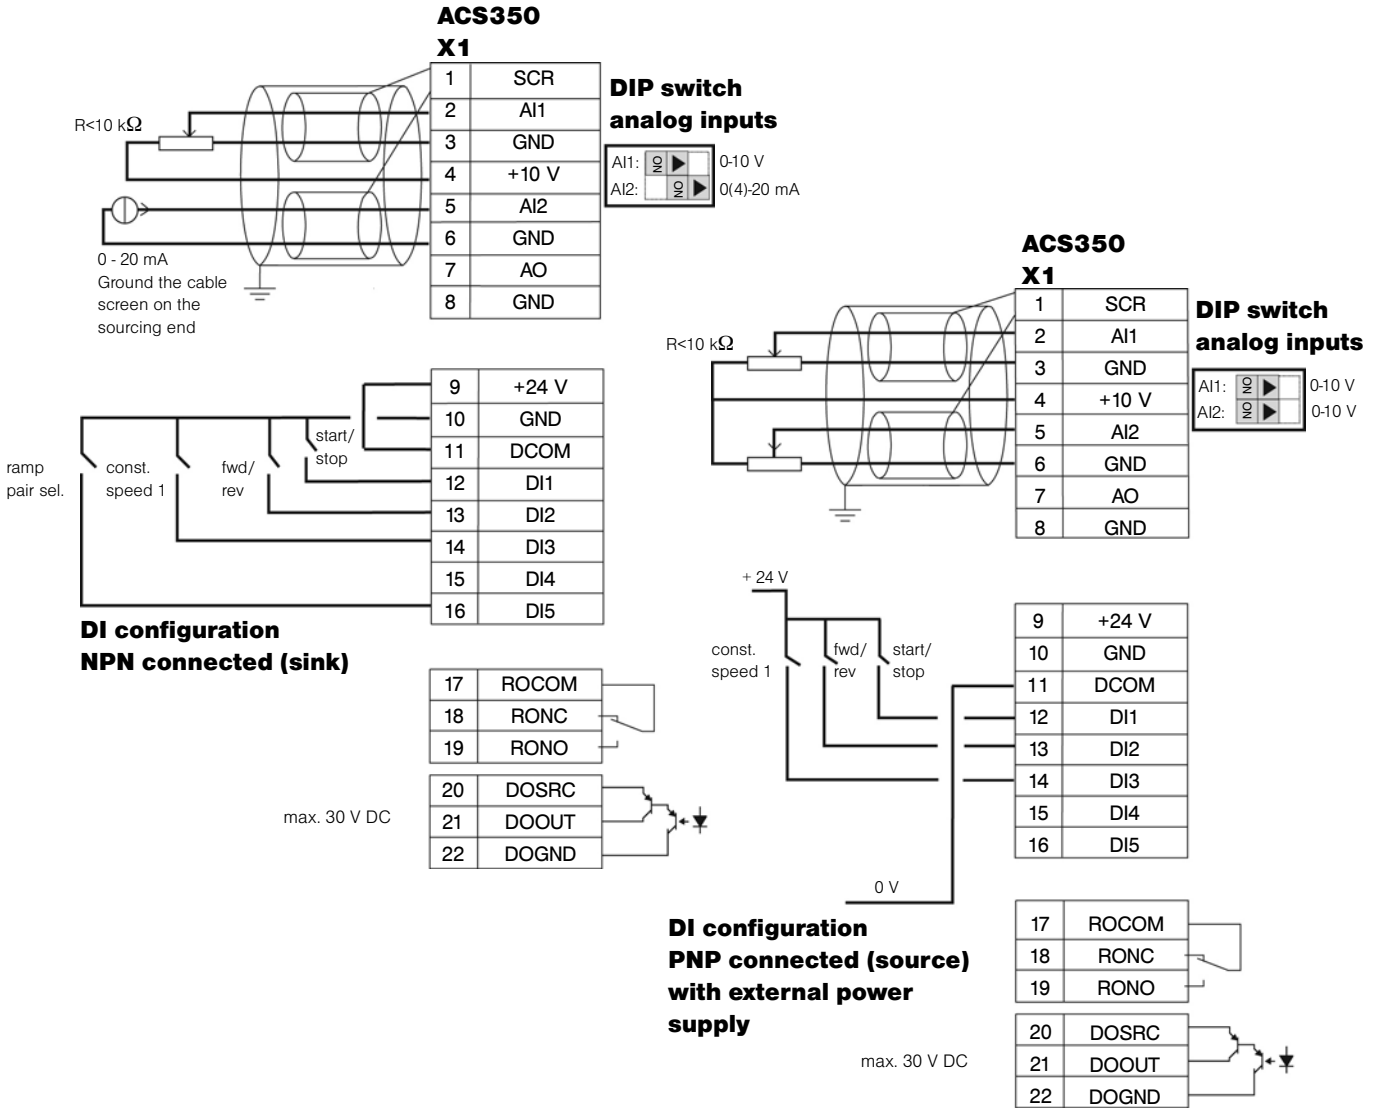 ACS350
X1
1 SCR
2 AI1
3 GND
4 +10 V
5 AI2
6 GND
7 AO
8 GND
R<10 kΩ
0 - 20 mA
Ground the cable
screen on the
sourcing end
DIP switch
analog inputs
AI1: ON 0-10 V
AI2: ON 0(4)-20 mA
9 +24 V
10 GND
11 DCOM
12 DI1
13 DI2
14 DI3
15 DI4
16 DI5
ramp
pair sel.
const.
speed 1
fwd/
rev
start/
stop
DI configuration
NPN connected (sink)
17 ROCOM
18 RONC
19 RONO
20 DOSRC
21 DOOUT
22 DOGND
max. 30 V DC
ACS350
X1
1 SCR
2 AI1
3 GND
4 +10 V
5 AI2
6 GND
7 AO
8 GND
R<10 kΩ
DIP switch
analog inputs
AI1: ON 0-10 V
AI2: ON 0-10 V
+ 24 V
const.
speed 1
fwd/
rev
start/
stop
9 +24 V
10 GND
11 DCOM
12 DI1
13 DI2
14 DI3
15 DI4
16 DI5
0 V
DI configuration
PNP connected (source)
with external power
supply
17 ROCOM
18 RONC
19 RONO
20 DOSRC
21 DOOUT
22 DOGND
max. 30 V DC